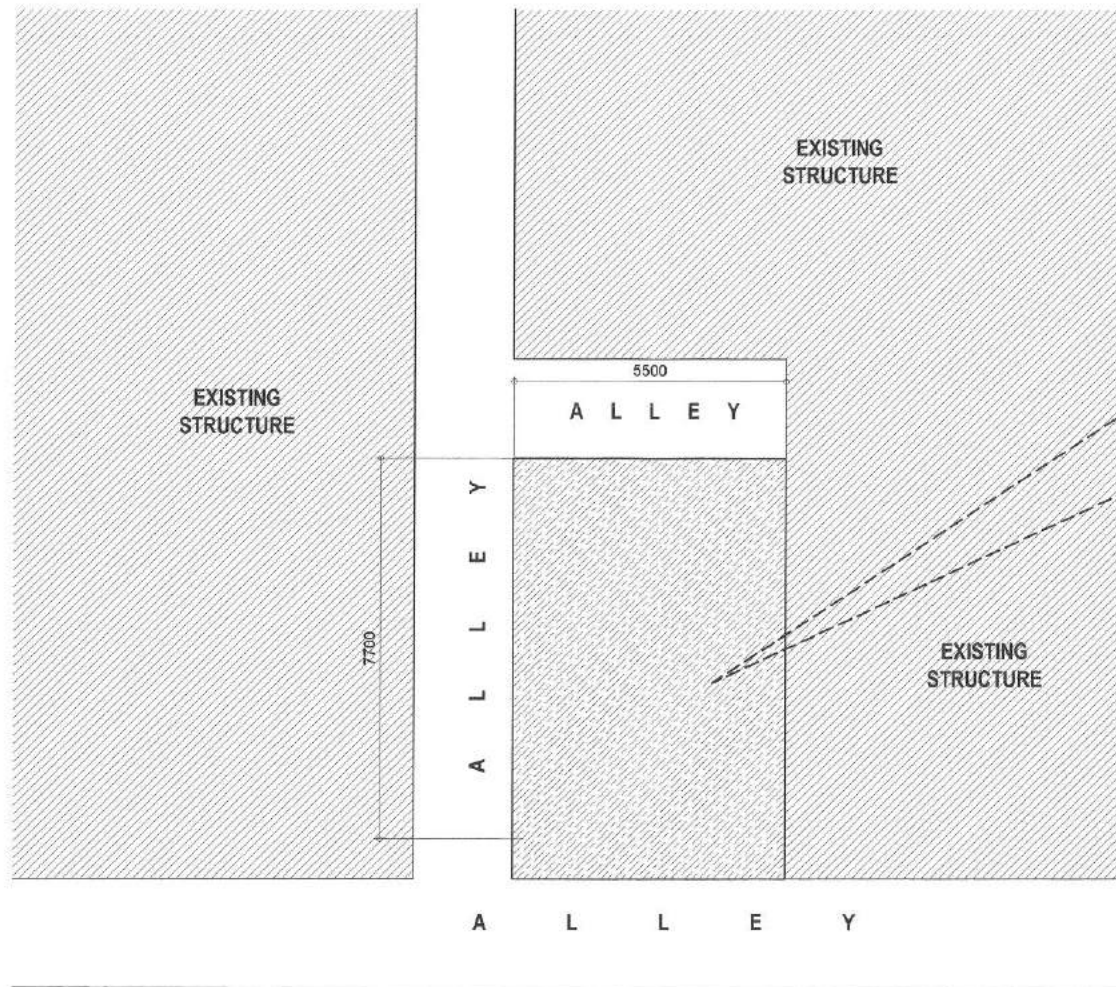 EXISTING
STRUCTURE
5500
A L L E Y
EXISTING
STRUCTURE
A L L E Y
7700
EXISTING
STRUCTURE
A L L E Y